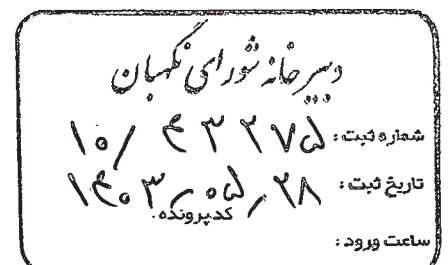 دبیرخانه شورای نگهبان
شماره ثبت: ۱۰/ ۴۳۲۷۵
تاریخ ثبت: ۱۴۰۳٫۰۵٫۲۸
کد پرونده:
ساعت ورود: